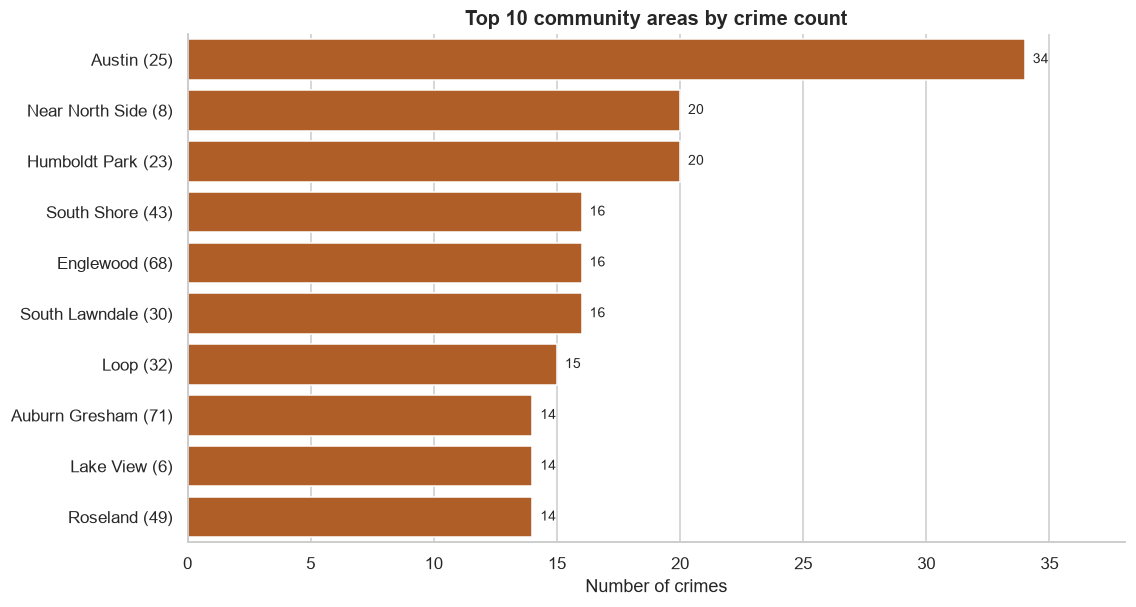 Top 10 community areas by crime count
Austin (25) 34
Near North Side (8) 20
Humboldt Park (23) 20
South Shore (43) 16
Englewood (68) 16
South Lawndale (30) 16
Loop (32) 15
Auburn Gresham (71) 14
Lake View (6) 14
Roseland (49) 14
0 5 10 15 20 25 30 35
Number of crimes